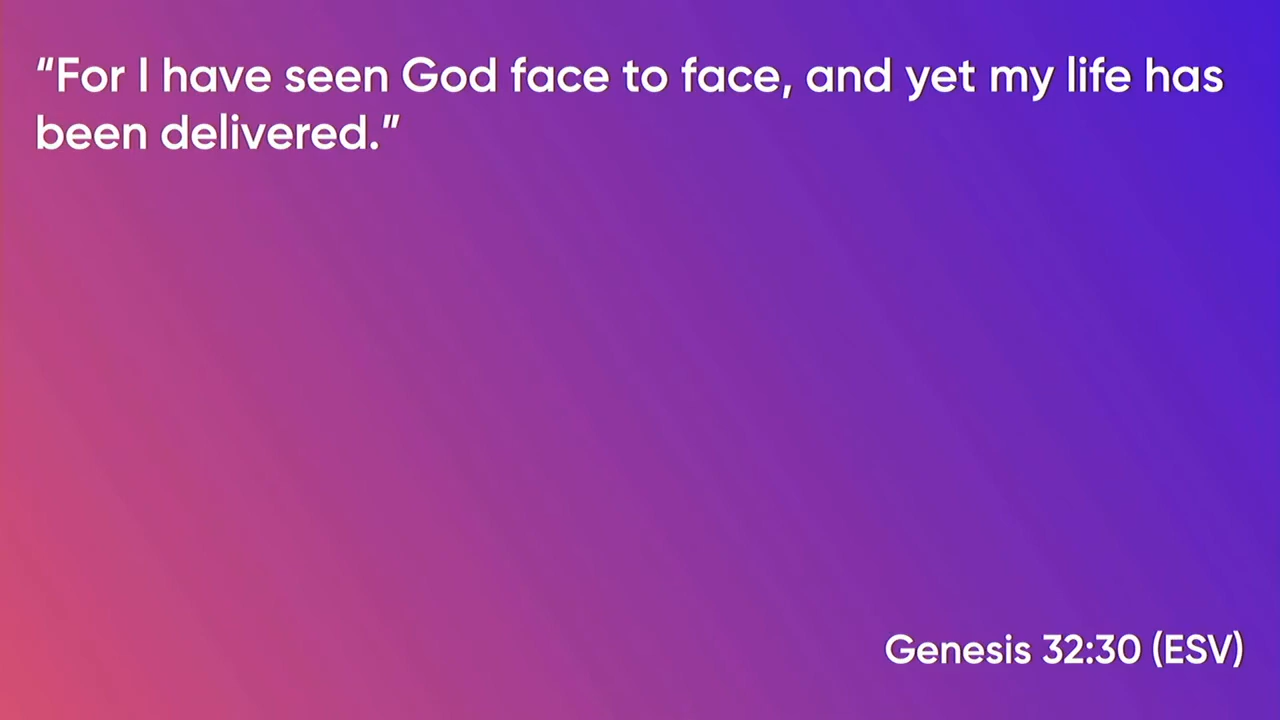 “For I have seen God face to face, and yet my life has
been delivered.”
Genesis 32:30 (ESV)